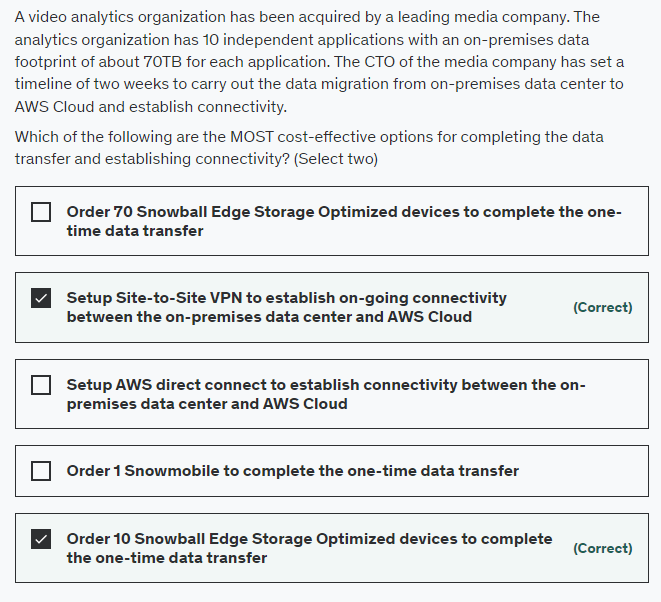 A video analytics organization has been acquired by a leading media company. The
analytics organization has 10 independent applications with an on-premises data
footprint of about 70TB for each application. The CTO of the media company has set a
timeline of two weeks to carry out the data migration from on-premises data center to
AWS Cloud and establish connectivity.
Which of the following are the MOST cost-effective options for completing the data
transfer and establishing connectivity? (Select two)
Order 70 Snowball Edge Storage Optimized devices to complete the one-
time data transfer
Setup Site-to-Site VPN to establish on-going connectivity
between the on-premises data center and AWS Cloud
(Correct)
Setup AWS direct connect to establish connectivity between the on-
premises data center and AWS Cloud
Order 1 Snowmobile to complete the one-time data transfer
Order 10 Snowball Edge Storage Optimized devices to complete
the one-time data transfer
(Correct)